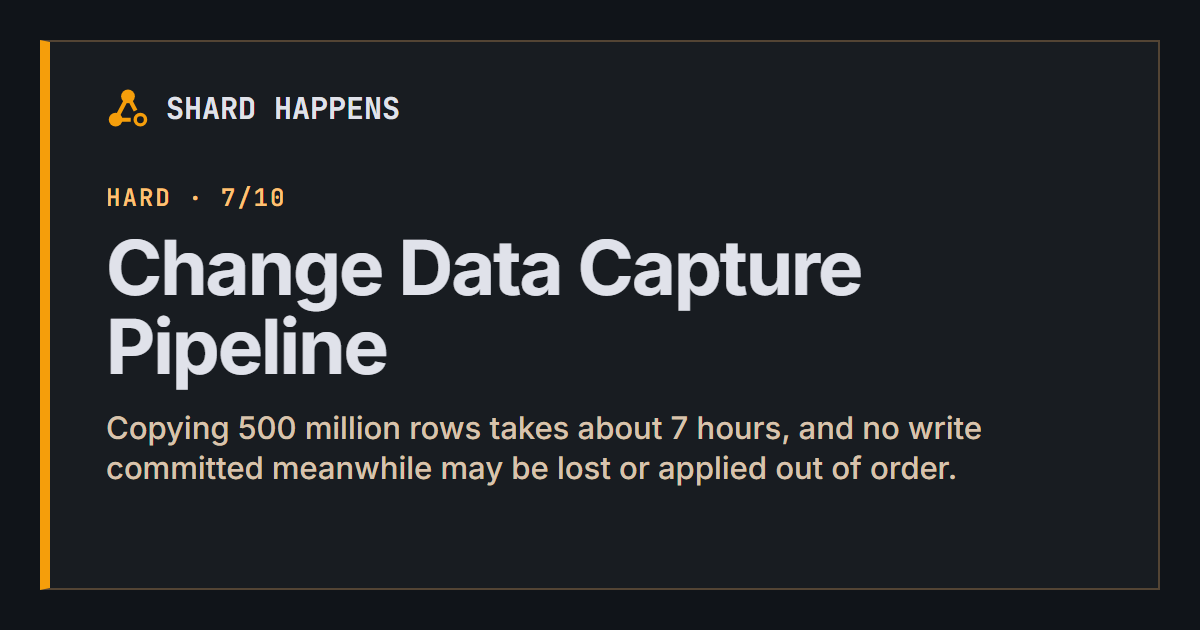 SHARD HAPPENS
HARD · 7/10
Change Data Capture
Pipeline
Copying 500 million rows takes about 7 hours, and no write
committed meanwhile may be lost or applied out of order.